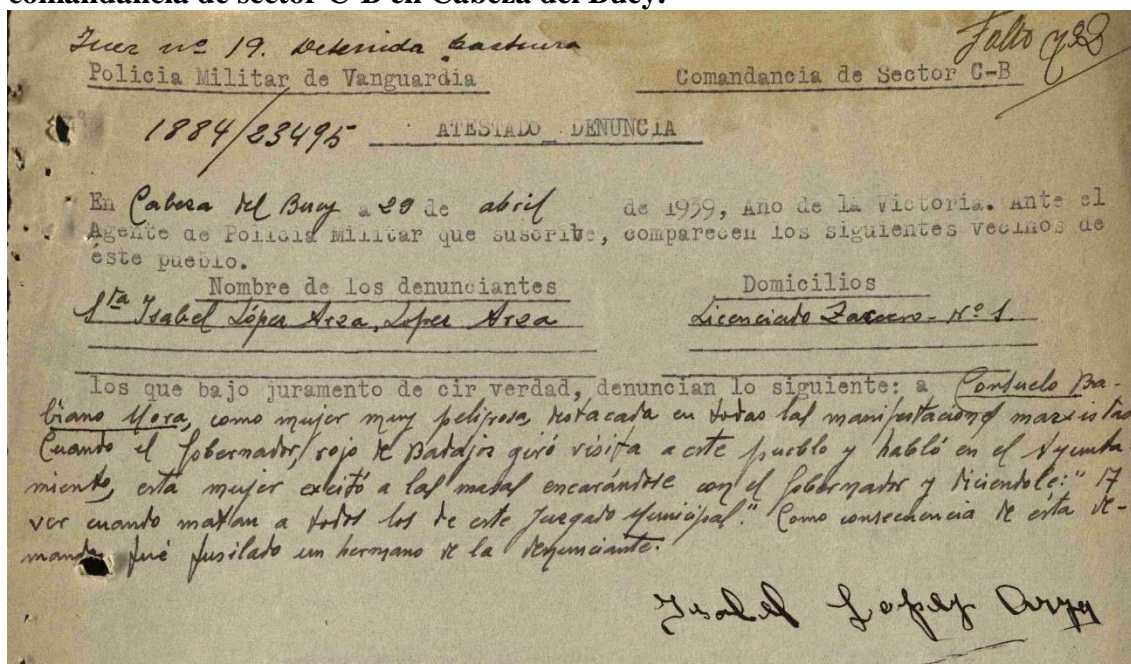 comandancia de sector C-B en Cabeza del Buey.
Juez nº 19. Detenida Castuera
Policia Militar de Vanguardia Comandancia de Sector C-B
1884/23495 ATESTADO DENUNCIA
En Cabeza del Buey a 29 de abril de 1939, Año de la Victoria. Ante el
Agente de Policia Militar que suscribe, comparecen los siguientes vecinos de
éste pueblo.
Nombre de los denunciantes Domicilios
Sta Isabel López Arza, Lopez Arza Licenciado - Nº 1.
los que bajo juramento de cir verdad, denuncian lo siguiente: a Consuelo Ba-
biano Mora, como mujer muy peligrosa, destacada en todas las manifestaciones marxistas
Cuando el Gobernador, rojo de Badajoz giró visita a este pueblo y habló en el Ayunta-
miento, esta mujer excitó a las masas encarándose con el Gobernador y diciendole: "A
ver cuando matan a todos los de este Juzgado Municipal." Como consecuencia de ésta de-
manda fué fusilado un hermano de la denunciante.
Isabel Lopez Arza